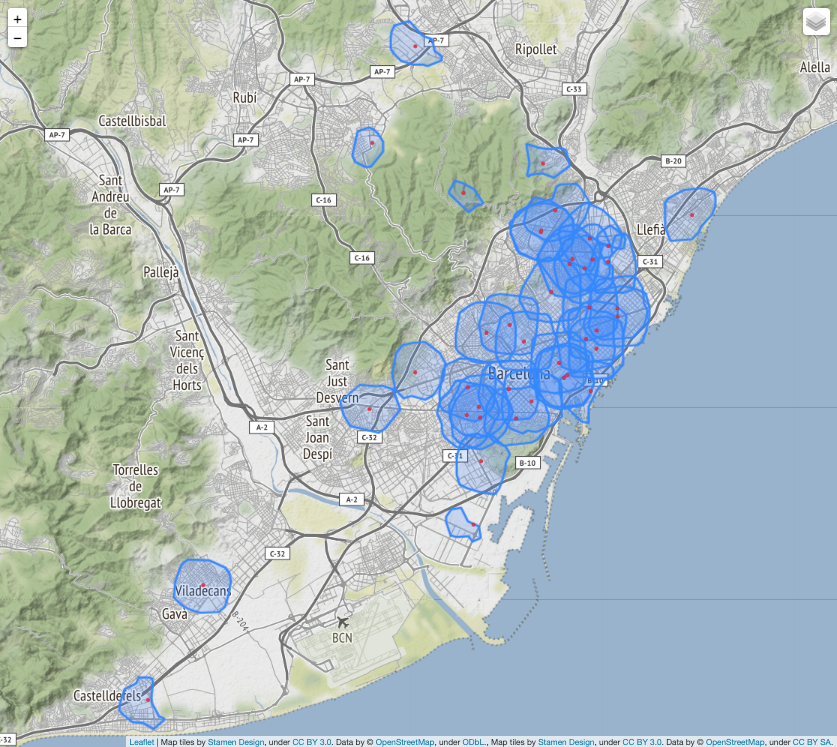 +
−
AP-7
Ripollet
Alella
AP-7
AP-7
C-33
Rubí
Castellbisbal
AP-7
AP-7
B-20
Sant
Andreu
de
la Barca
AP-7
C-16
Llefià
C-16
C-31
Pallejà
Sant
Vicenç
dels
Horts
Sant
Just
Desvern
Barcelona
B-10
A-2
Sant
Joan
Despí
C-32
C-31
B-10
Torrelles
de
Llobregat
A-2
C-32
Viladecans
Gavà
B-204
BCN
Castelldefels
C-32
Leaflet | Map tiles by Stamen Design, under CC BY 3.0. Data by © OpenStreetMap, under ODbL., Map tiles by Stamen Design, under CC BY 3.0. Data by © OpenStreetMap, under CC BY SA.